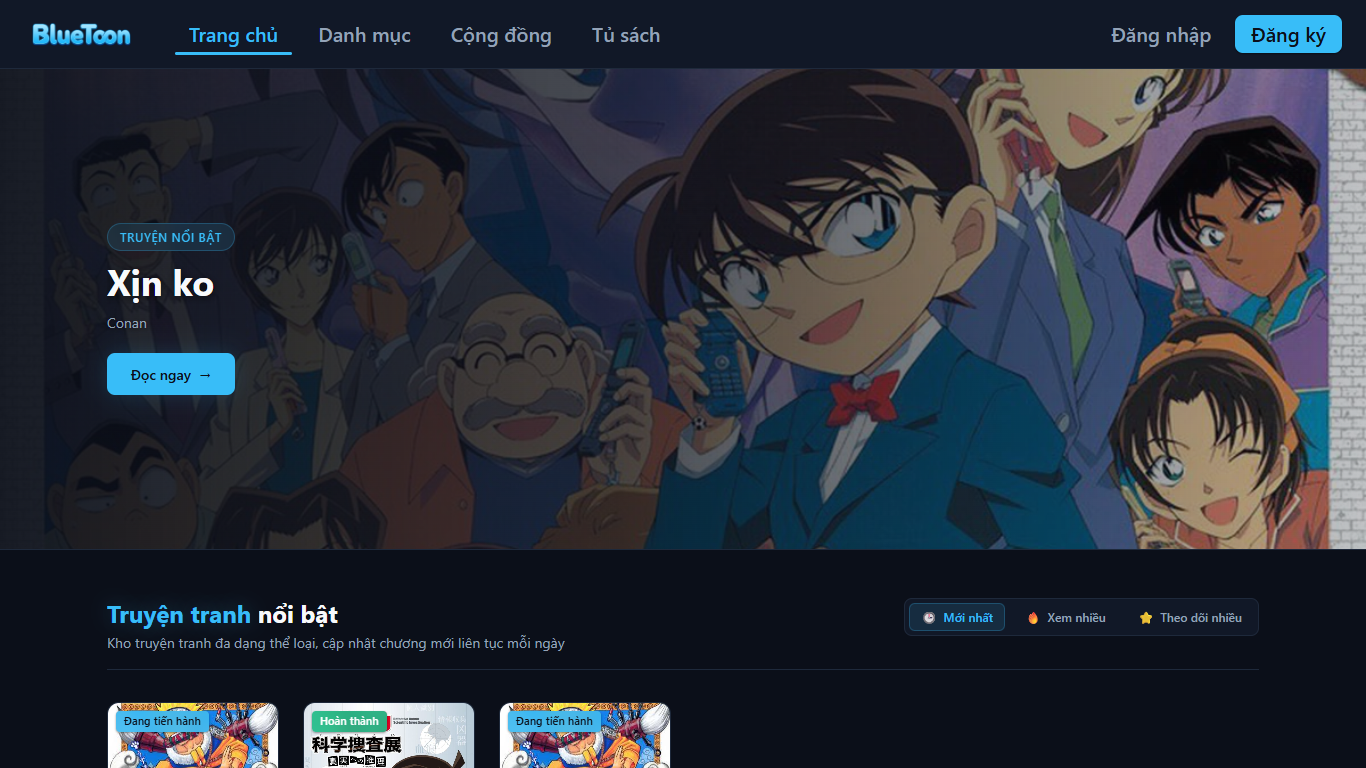 BlueToon
Trang chủ
Danh mục
Cộng đồng
Tủ sách
Đăng nhập
Đăng ký
TRUYỆN NỔI BẬT
Xịn ko
Conan
Đọc ngay →
Truyện tranh nổi bật
Kho truyện tranh đa dạng thể loại, cập nhật chương mới liên tục mỗi ngày
Mới nhất
Xem nhiều
Theo dõi nhiều
Đang tiến hành
Hoàn thành
科学捜査展
Đang tiến hành